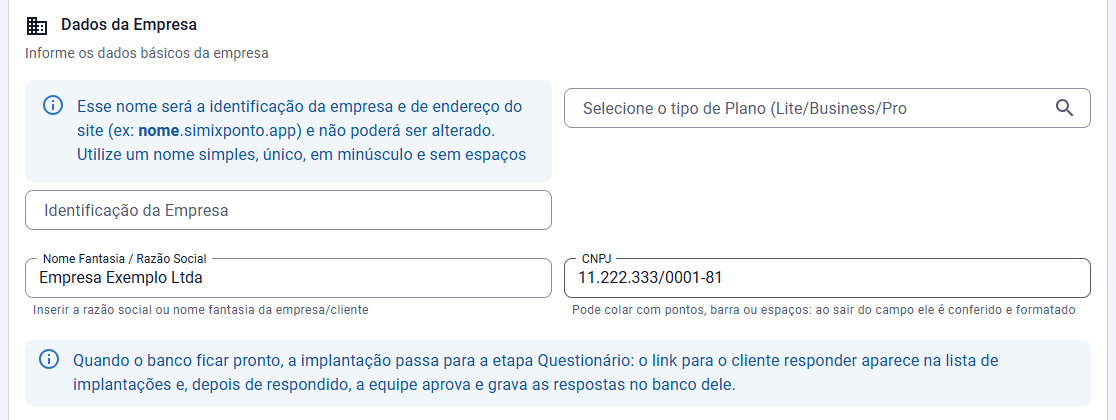 Dados da Empresa
Informe os dados básicos da empresa
Esse nome será a identificação da empresa e de endereço do
site (ex: nome.simixponto.app) e não poderá ser alterado.
Utilize um nome simples, único, em minúsculo e sem espaços
Selecione o tipo de Plano (Lite/Business/Pro
Identificação da Empresa
Nome Fantasia / Razão Social
Empresa Exemplo Ltda
Inserir a razão social ou nome fantasia da empresa/cliente
CNPJ
11.222.333/0001-81
Pode colar com pontos, barra ou espaços: ao sair do campo ele é conferido e formatado
Quando o banco ficar pronto, a implantação passa para a etapa Questionário: o link para o cliente responder aparece na lista de
implantações e, depois de respondido, a equipe aprova e grava as respostas no banco dele.